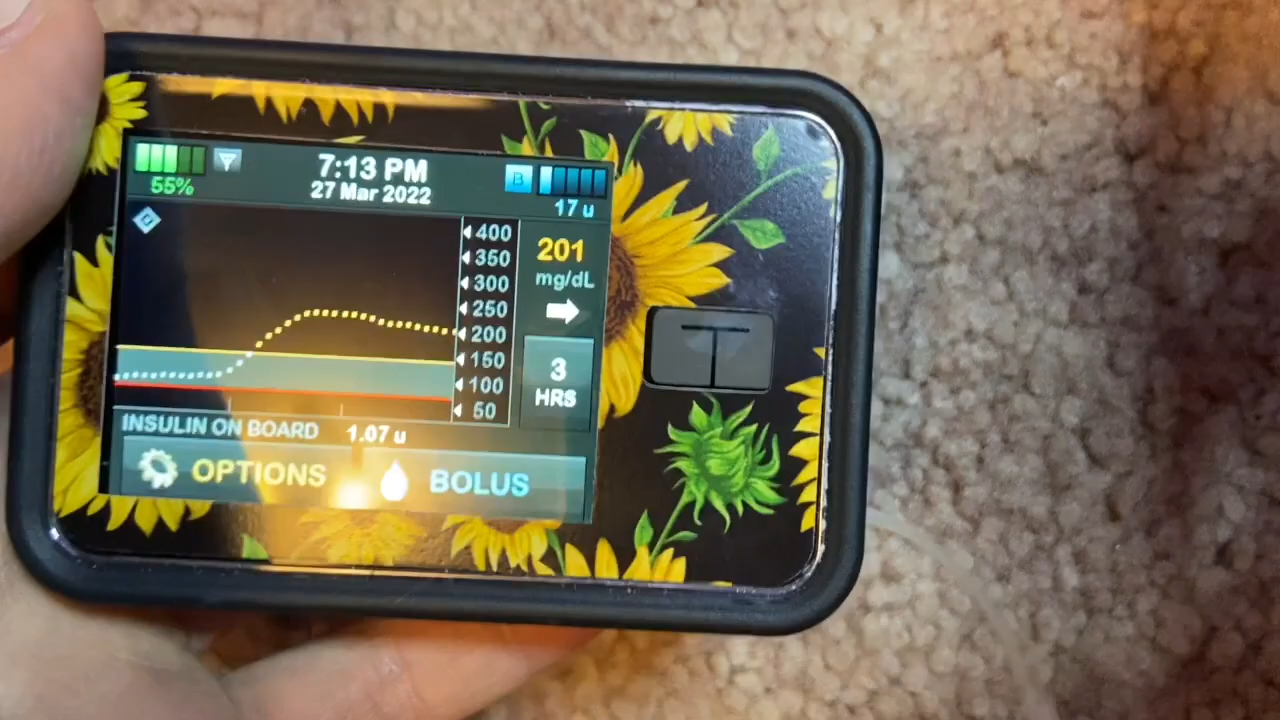 7:13 PM
55%
27 Mar 2022
B
17 u
400
350
300
250
200
150
100
50
201
mg/dL
3
HRS
INSULIN ON BOARD 1.07 u
OPTIONS
BOLUS
T